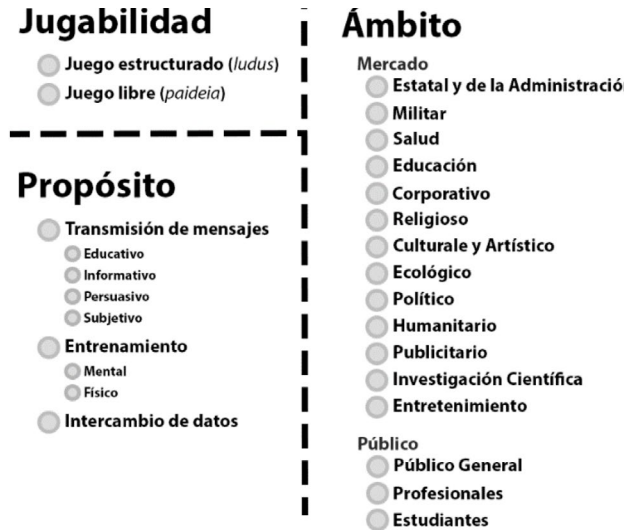 Jugabilidad
Juego estructurado (ludus)
Juego libre (paideia)
Propósito
Transmisión de mensajes
Educativo
Informativo
Persuasivo
Subjetivo
Entrenamiento
Mental
Físico
Intercambio de datos
Ámbito
Mercado
Estatal y de la Administración
Militar
Salud
Educación
Corporativo
Religioso
Culturale y Artístico
Ecológico
Político
Humanitario
Publicitario
Investigación Científica
Entretenimiento
Público
Público General
Profesionales
Estudiantes